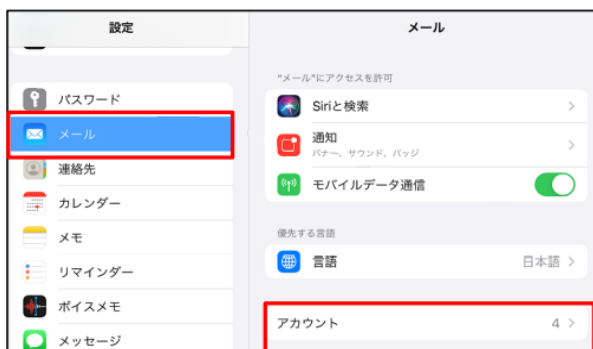 設定
パスワード
メール
連絡先
カレンダー
メモ
リマインダー
ボイスメモ
メッセージ
メール
"メール"にアクセスを許可
Siriと検索
通知
バナー、サウンド、バッジ
モバイルデータ通信
優先する言語
言語 日本語
アカウント 4